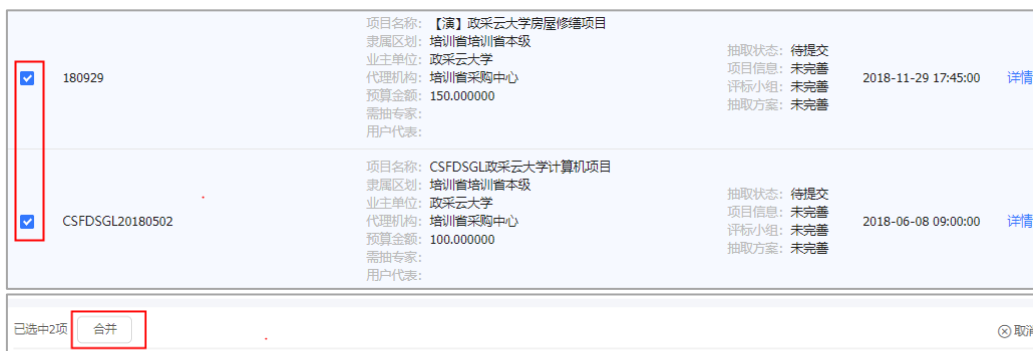 项目名称：【演】政采云大学房屋修缮项目
隶属区划：培训省培训省本级
业主单位：政采云大学
代理机构：培训省采购中心
预算金额：150.000000
需抽专家：
用户代表：
180929
抽取状态：待提交
项目信息：未完善
评标小组：未完善
抽取方案：未完善
2018-11-29 17:45:00
详情
项目名称：CSFDSGL政采云大学计算机项目
隶属区划：培训省培训省本级
业主单位：政采云大学
代理机构：培训省采购中心
预算金额：100.000000
需抽专家：
用户代表：
CSFDSGL20180502
抽取状态：待提交
项目信息：未完善
评标小组：未完善
抽取方案：未完善
2018-06-08 09:00:00
详情
已选中2项 合并
取消